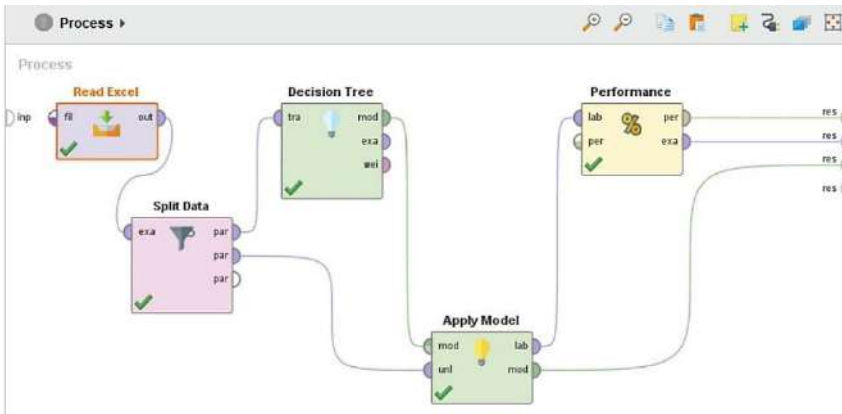 Process
Process
Read Excel
inp
fil
out
Decision Tree
tra
mod
exa
wei
Performance
lab
per
%
per
exa
res
res
res
res
Split Data
exa
par
par
par
Apply Model
mod
lab
unl
mod